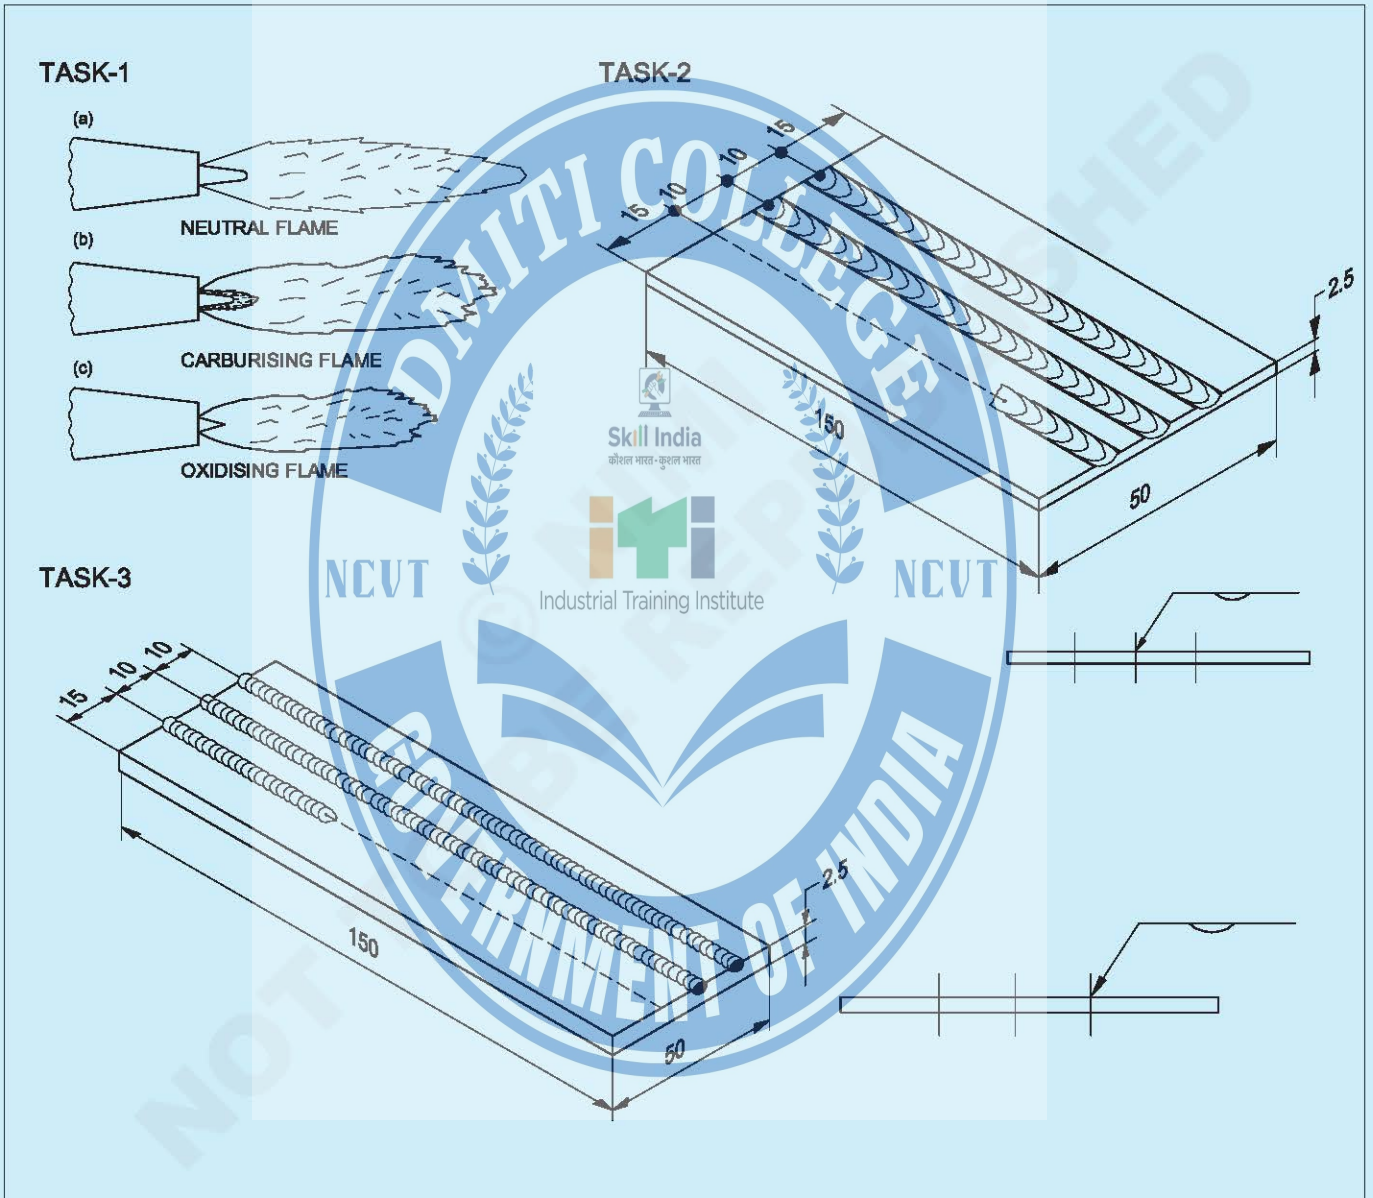 TASK-1
(a)
NEUTRAL FLAME
(b)
CARBURISING FLAME
(c)
OXIDISING FLAME
TASK-2
15
10
10
15
2.5
150
50
DMITI COLLEGE
NCVT
NCVT
Skill India
कौशल भारत-कुशल भारत
Industrial Training Institute
GOVERNMENT OF INDIA
TASK-3
10
10
15
2.5
150
50
© NIMI
NOT TO BE REPUBLISHED